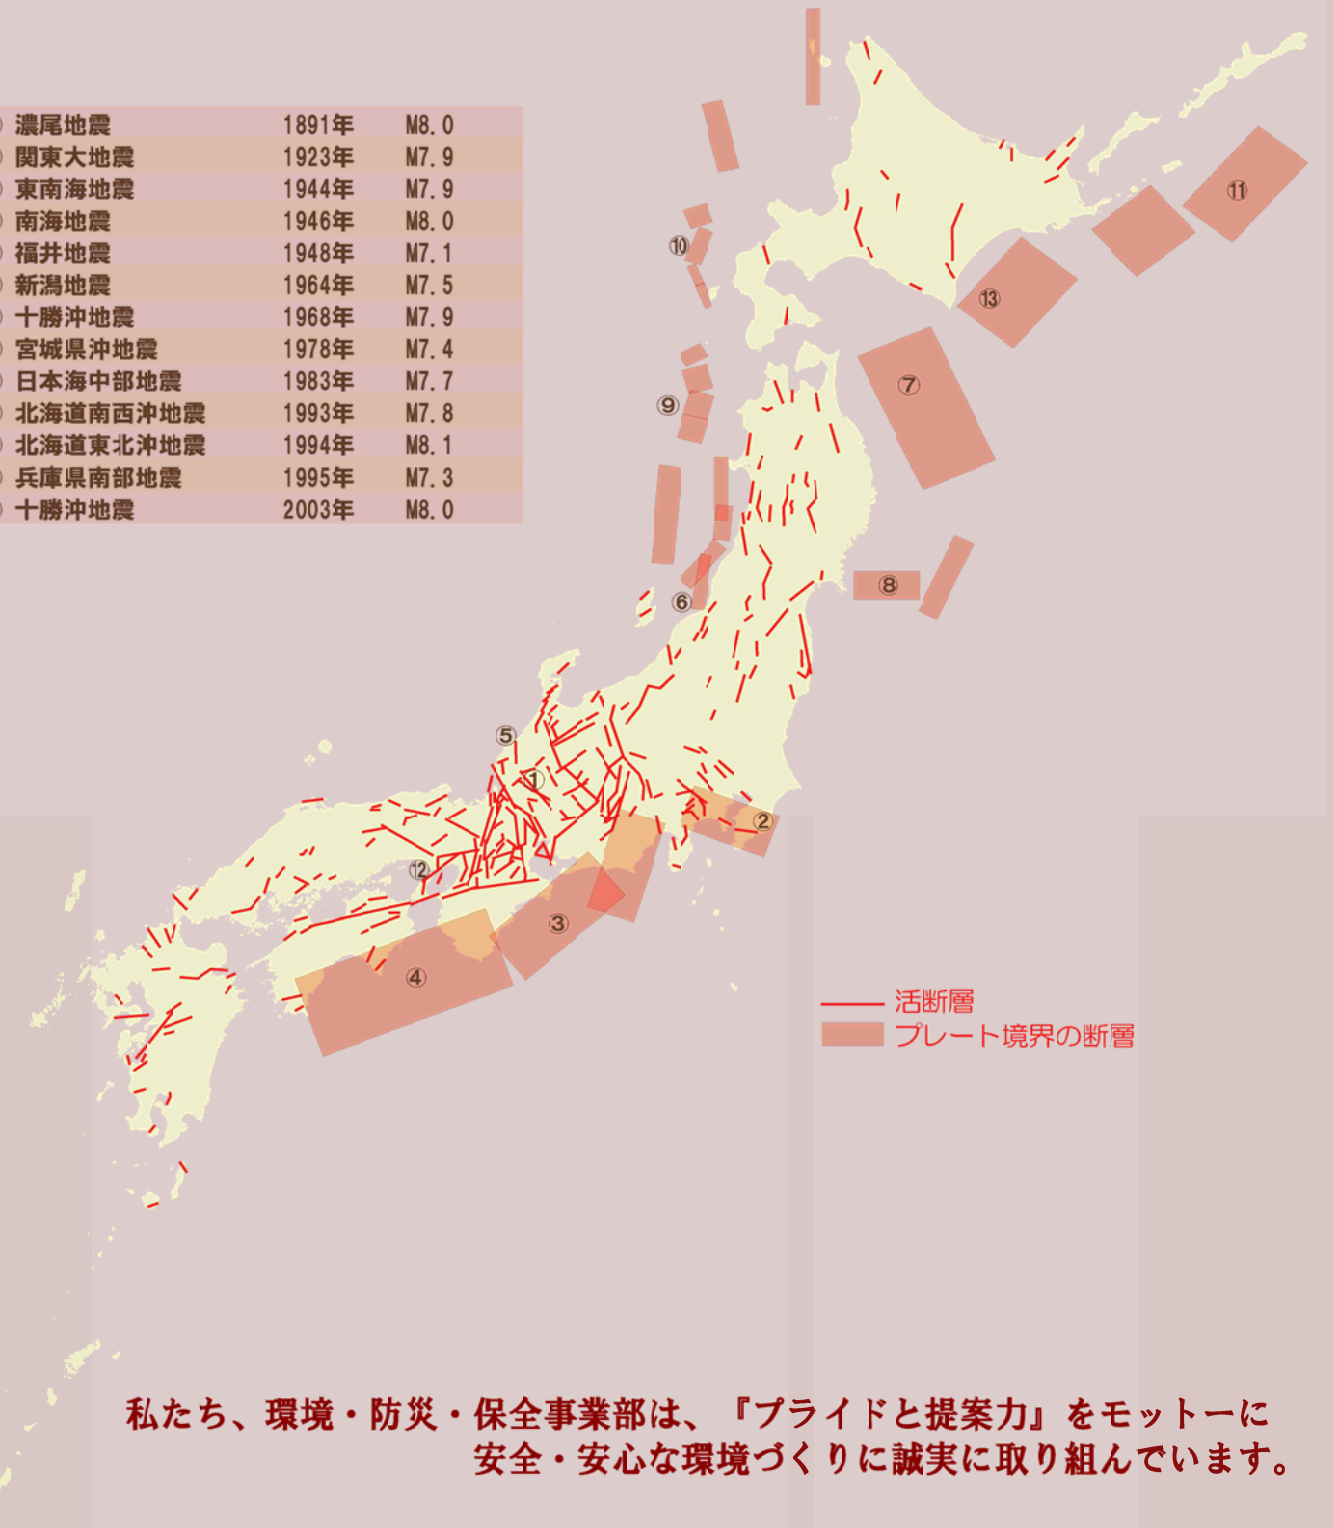 濃尾地震 1891年 M8.0
関東大地震 1923年 M7.9
東南海地震 1944年 M7.9
南海地震 1946年 M8.0
福井地震 1948年 M7.1
新潟地震 1964年 M7.5
十勝沖地震 1968年 M7.9
宮城県沖地震 1978年 M7.4
日本海中部地震 1983年 M7.7
北海道南西沖地震 1993年 M7.8
北海道東北沖地震 1994年 M8.1
兵庫県南部地震 1995年 M7.3
十勝沖地震 2003年 M8.0
⑪
⑩
⑬
⑦
⑨
⑧
⑥
⑤
①
②
⑫
③
④
活断層
プレート境界の断層
私たち、環境・防災・保全事業部は、『プライドと提案力』をモットーに
安全・安心な環境づくりに誠実に取り組んでいます。